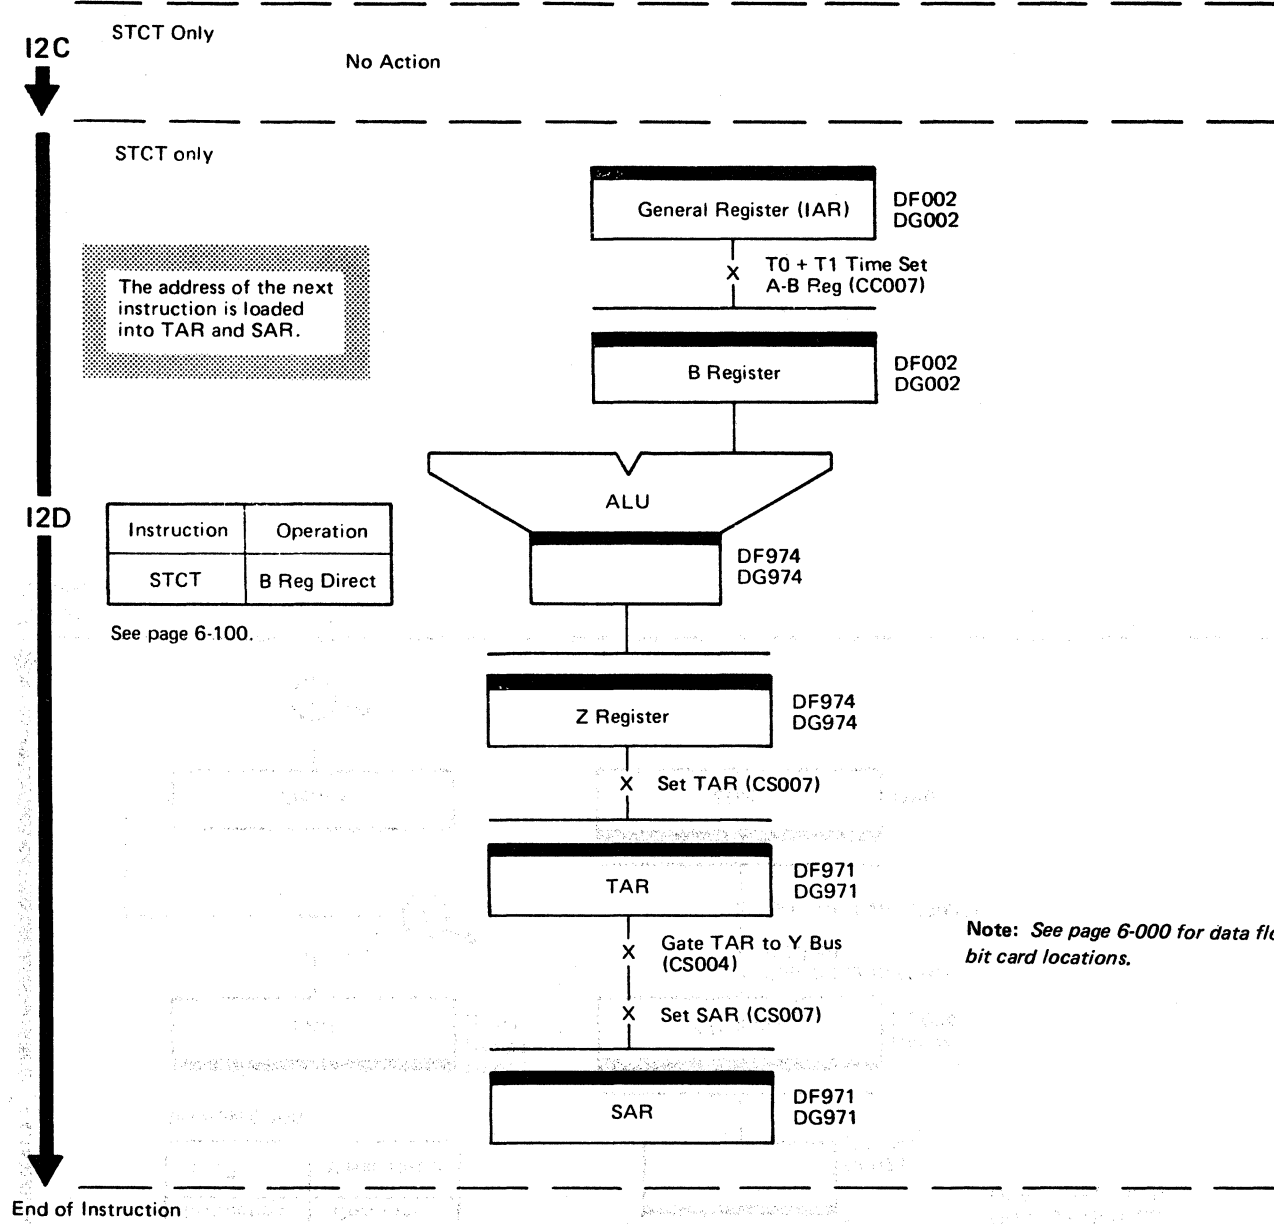 STCT Only
I2C
No Action
STCT only
General Register (IAR)
DF002
DG002
T0 + T1 Time Set
A-B Reg (CC007)
X
The address of the next
instruction is loaded
into TAR and SAR.
B Register
DF002
DG002
ALU
I2D
Instruction
Operation
STCT
B Reg Direct
DF974
DG974
See page 6-100.
Z Register
DF974
DG974
X
Set TAR (CS007)
TAR
DF971
DG971
X
Gate TAR to Y Bus
(CS004)
Note: See page 6-000 for data flo
bit card locations.
X
Set SAR (CS007)
SAR
DF971
DG971
End of Instruction